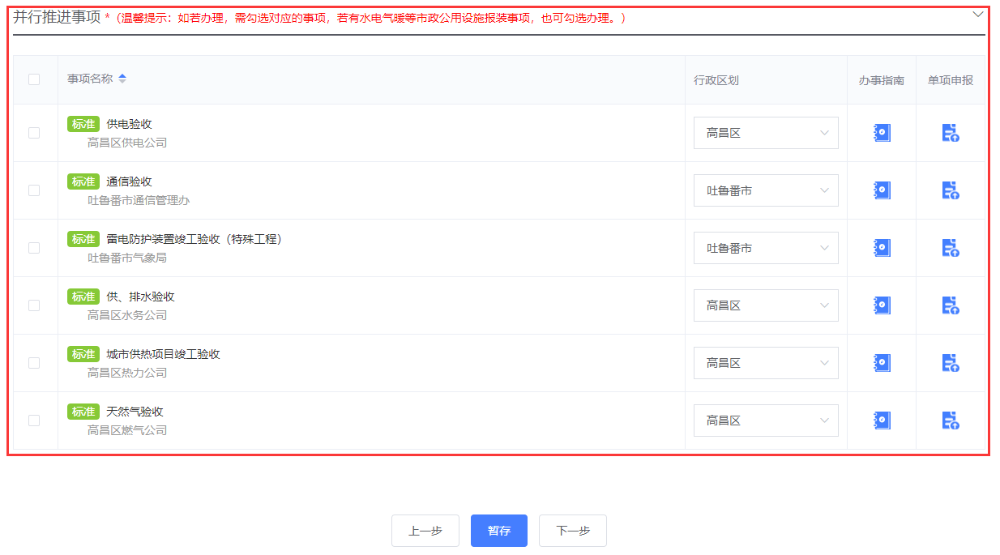 并行推进事项 *（温馨提示：如若办理，需勾选对应的事项，若有水电气暖等市政公用设施报装事项，也可勾选办理。）
事项名称 行政区划 办事指南 单项申报
标准 供电验收
高昌区供电公司
高昌区
标准 通信验收
吐鲁番市通信管理办
吐鲁番市
标准 雷电防护装置竣工验收（特殊工程）
吐鲁番市气象局
吐鲁番市
标准 供、排水验收
高昌区水务公司
高昌区
标准 城市供热项目竣工验收
高昌区热力公司
高昌区
标准 天然气验收
高昌区燃气公司
高昌区
上一步 暂存 下一步